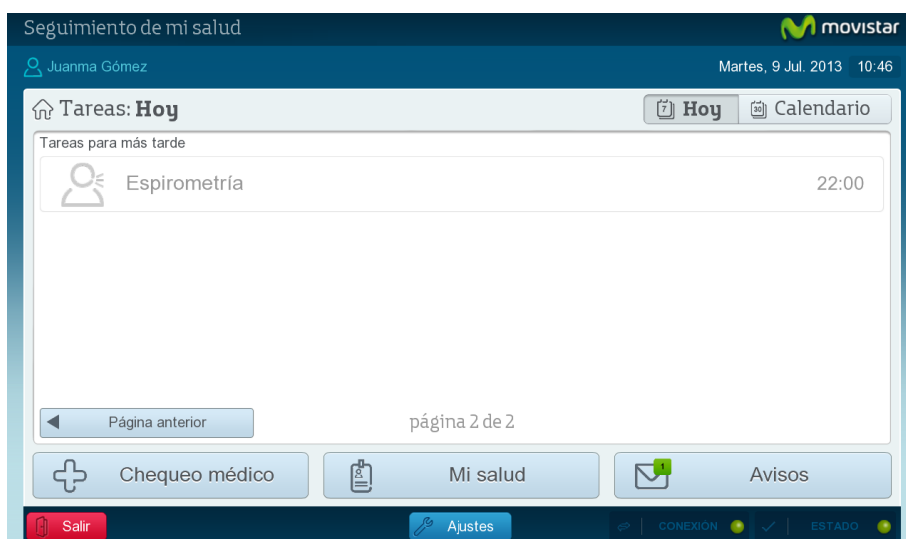 Seguimiento de mi salud
movistar
Juanma Gómez
Martes, 9 Jul. 2013 10:46
Tareas: Hoy
7 Hoy
30 Calendario
Tareas para más tarde
Espirometría 22:00
Página anterior
página 2 de 2
Chequeo médico
Mi salud
1 Avisos
Salir
Ajustes
CONEXIÓN
ESTADO